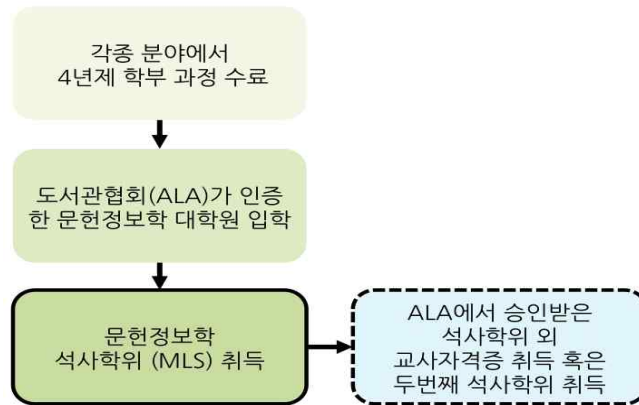 각종 분야에서
4년제 학부 과정 수료
도서관협회(ALA)가 인증
한 문헌정보학 대학원 입학
문헌정보학
석사학위 (MLS) 취득
ALA에서 승인받은
석사학위 외
교사자격증 취득 혹은
두번째 석사학위 취득